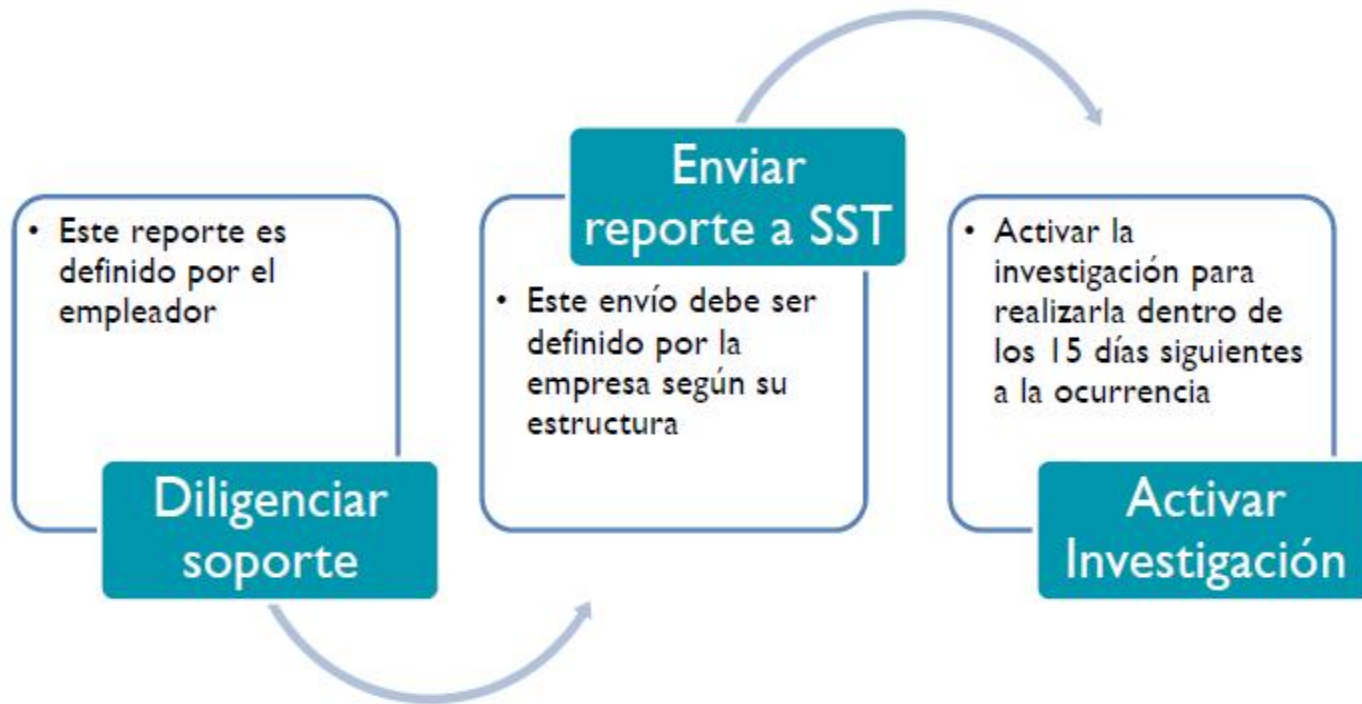 • Este reporte es
definido por el
empleador
Diligenciar
soporte
Enviar
reporte a SST
• Este envío debe ser
definido por la
empresa según su
estructura
• Activar la
investigación para
realizarla dentro de
los 15 días siguientes
a la ocurrencia
Activar
Investigación